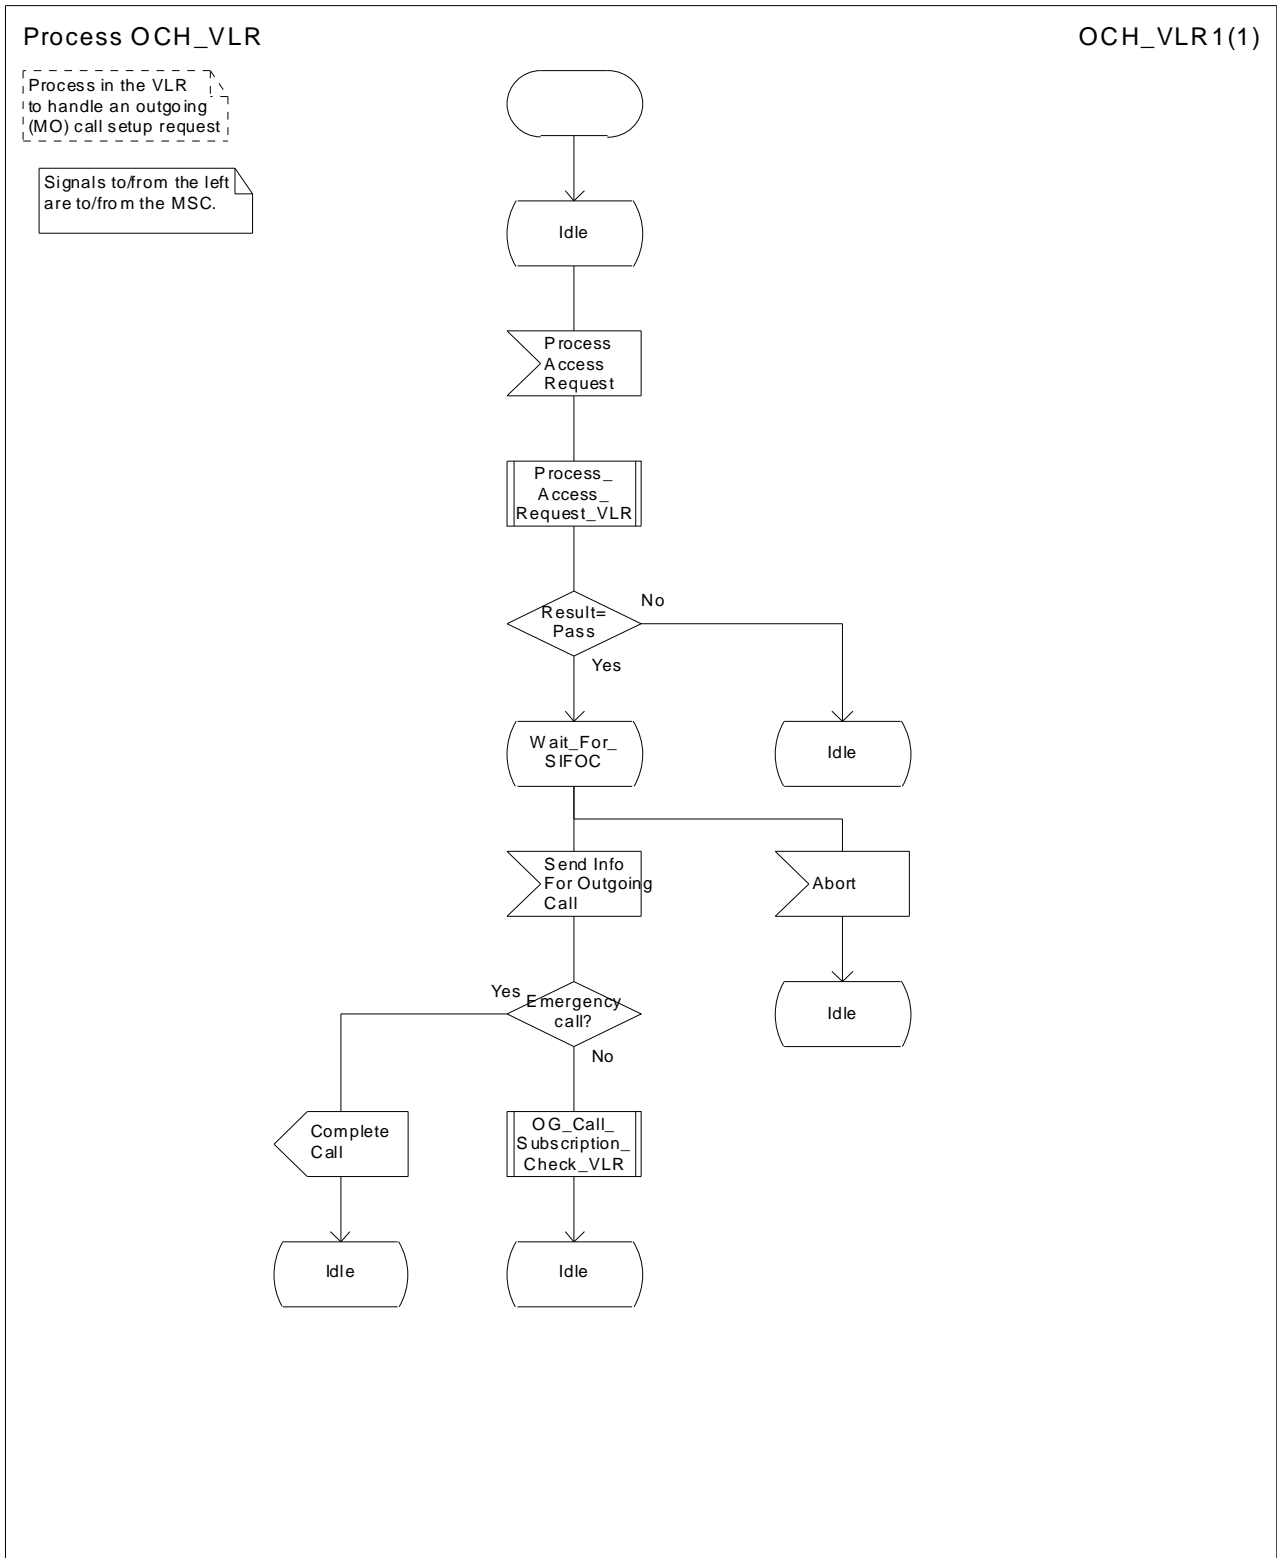 Process OCH_VLR
OCH_VLR1(1)
Process in the VLR
to handle an outgoing
(MO) call setup request
Signals to/from the left
are to/from the MSC.
Idle
Process
Access
Request
Process_
Access_
Request_VLR
Result=
Pass
No
Yes
Wait_For_
SIFOC
Idle
Send Info
For Outgoing
Call
Abort
Yes
Emergency
call?
No
Idle
Complete
Call
OG_Call_
Subscription_
Check_VLR
Idle
Idle